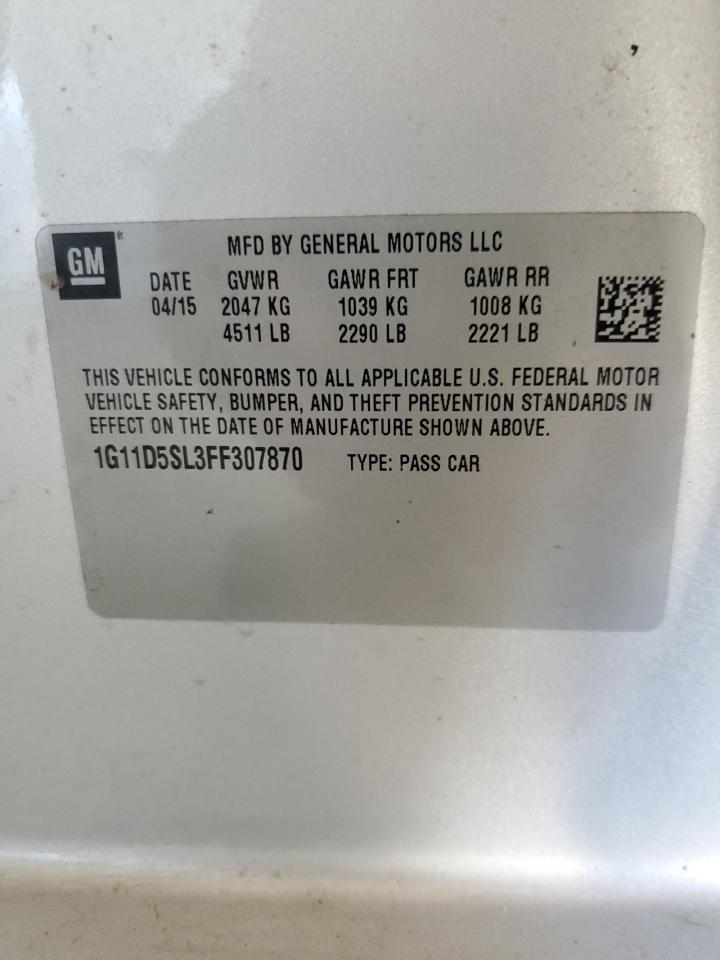 GM®
MFD BY GENERAL MOTORS LLC
DATE GVWR GAWR FRT GAWR RR
04/15 2047 KG 1039 KG 1008 KG
4511 LB 2290 LB 2221 LB
THIS VEHICLE CONFORMS TO ALL APPLICABLE U.S. FEDERAL MOTOR
VEHICLE SAFETY, BUMPER, AND THEFT PREVENTION STANDARDS IN
EFFECT ON THE DATE OF MANUFACTURE SHOWN ABOVE.
1G11D5SL3FF307870 TYPE: PASS CAR